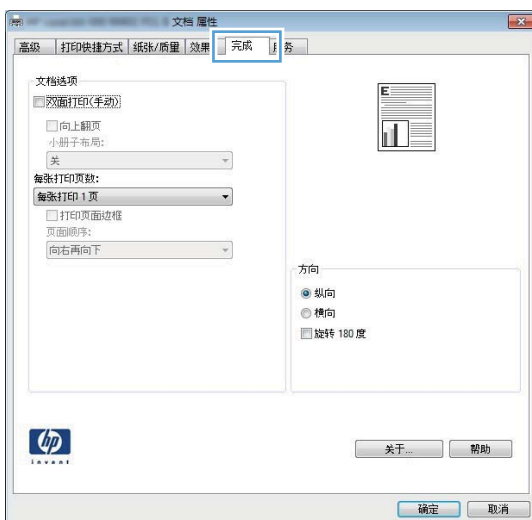 文档 属性
高级 打印快捷方式 纸张/质量 效果 完成 务
文档选项
双面打印(手动)
向上翻页
小册子布局:
关
每张打印页数:
每张打印 1 页
打印页面边框
页面顺序:
向右再向下
E
方向
纵向
横向
旋转 180 度
hp
invent
关于... 帮助
确定 取消